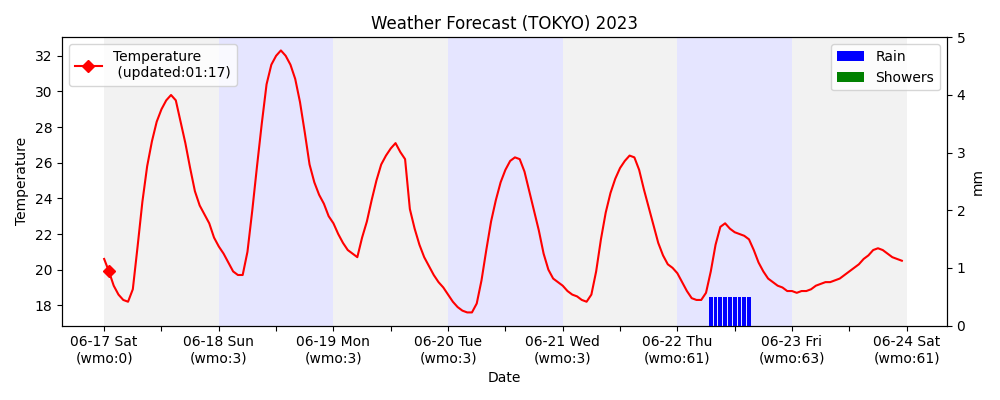 Weather Forecast (TOKYO) 2023
Temperature
(updated:01:17)
Rain
Showers
Temperature
32
30
28
26
24
22
20
18
5
4
3
2
1
0
mm
06-17 Sat 06-18 Sun 06-19 Mon 06-20 Tue 06-21 Wed 06-22 Thu 06-23 Fri 06-24 Sat
(wmo:0) (wmo:3) (wmo:3) (wmo:3) (wmo:3) (wmo:61) (wmo:63) (wmo:61)
Date